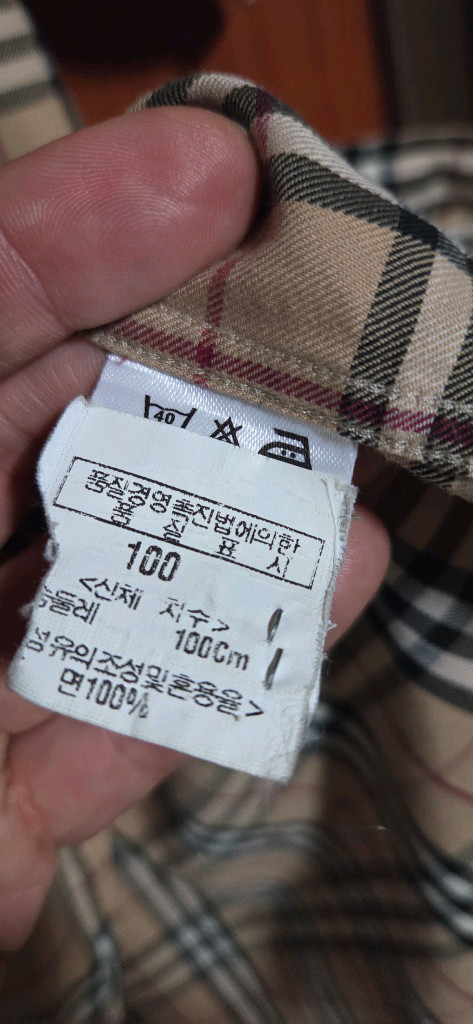 40
품질경영촉진법에의한
품 질 표 시
100
<신체 치수>
가슴둘레
100Cm
섬유의조성및혼용율>
면100%